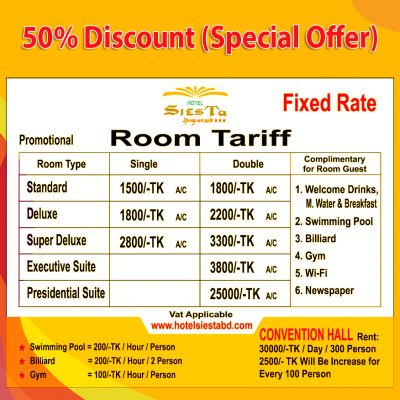 50% Discount (Special Offer)
HOTEL
SIESTa
Fixed Rate
Promotional Room Tariff
Room Type Single Double Complimentary for Room Guest
Standard 1500/-TK A/C 1800/-TK A/C
Deluxe 1800/-TK A/C 2200/-TK A/C
Super Deluxe 2800/-TK A/C 3300/-TK A/C
Executive Suite 3800/-TK A/C
Presidential Suite 25000/-TK A/C
1. Welcome Drinks,
M. Water & Breakfast
2. Swimming Pool
3. Billiard
4. Gym
5. Wi-Fi
6. Newspaper
Vat Applicable
www.hotelsiestabd.com
Swimming Pool = 200/-TK / Hour / Person
Billiard = 200/-TK / Hour / 2 Person
Gym = 100/-TK / Hour / Person
CONVENTION HALL Rent:
30000/- TK / Day / 300 Person
2500/- TK Will Be Increase for
Every 100 Person